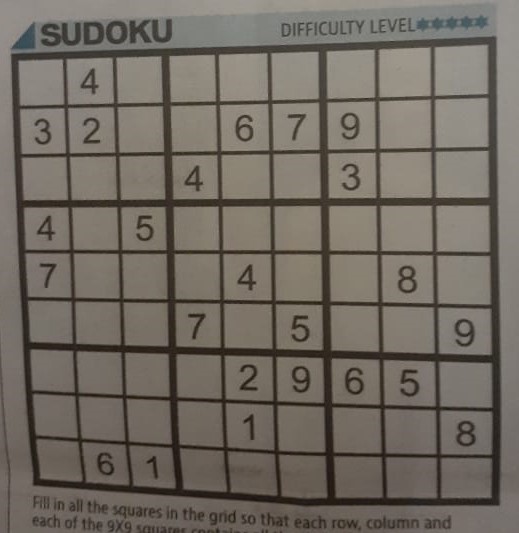 SUDOKU DIFFICULTY LEVEL✱✱✱✱✱
4
3 2 6 7 9
4 3
4 5
7 4 8
7 5 9
2 9 6 5
1 8
6 1
Fill in all the squares in the grid so that each row, column and
each of the 9X9 squares